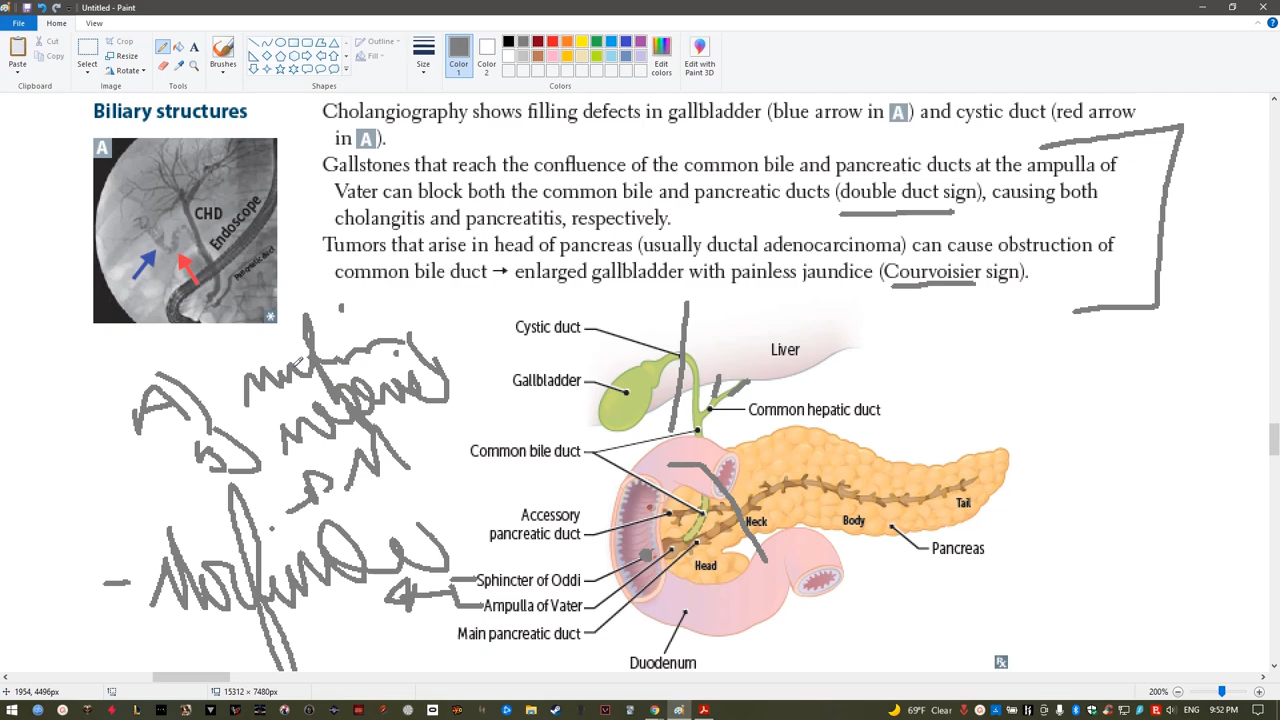 Untitled - Paint
File Home View
Paste
Cut
Copy
Clipboard
Select
Crop
Resize
Rotate
Image
A
Tools
Brushes
Outline
Fill
Shapes
Size
Color 1
Color 2
Edit colors
Colors
Edit with Paint 3D
Biliary structures
A
CHD
Endoscope
Pancreatic duct
Cholangiography shows filling defects in gallbladder (blue arrow in A) and cystic duct (red arrow
in A).
Gallstones that reach the confluence of the common bile and pancreatic ducts at the ampulla of
Vater can block both the common bile and pancreatic ducts (double duct sign), causing both
cholangitis and pancreatitis, respectively.
Tumors that arise in head of pancreas (usually ductal adenocarcinoma) can cause obstruction of
common bile duct → enlarged gallbladder with painless jaundice (Courvoisier sign).
Cystic duct
Liver
Gallbladder
Common hepatic duct
Common bile duct
Tail
Neck
Body
Accessory
pancreatic duct
Pancreas
Head
Sphincter of Oddi
Ampulla of Vater
Main pancreatic duct
Duodenum
Rx
A)
1954, 4496px
15312 × 7480px
200%
69°F Clear
ENG
9:52 PM